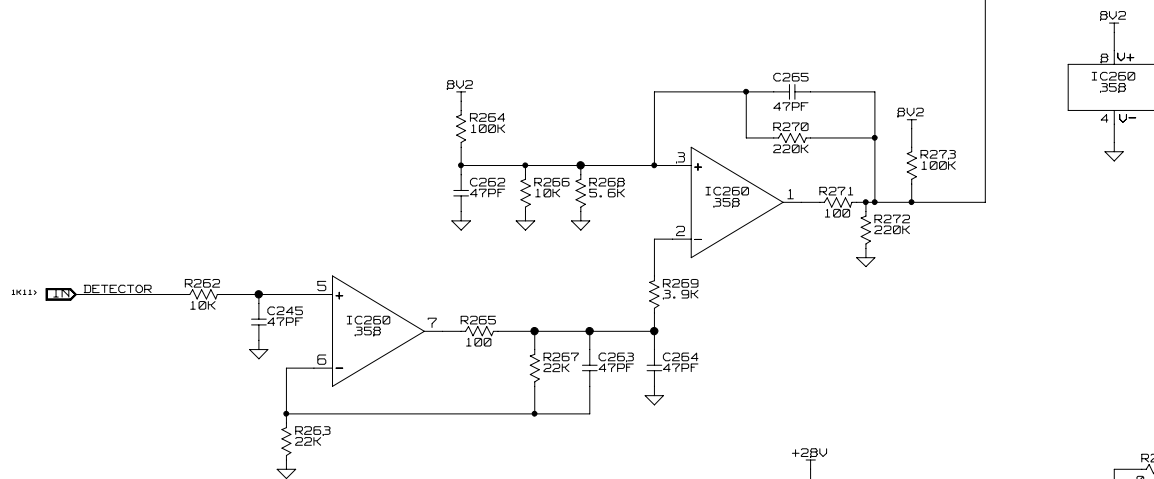 8V2
8 V+
IC260
358
4 V-
C265
47PF
8V2
R264
100K
R270
220K
8V2
R273
100K
C262
47PF
R266
10K
R268
5.6K
3
+
IC260
358
1
R271
100
2
-
R272
220K
R269
3.9K
1K11>
IN
DETECTOR
R262
10K
5
+
C245
47PF
IC260
358
7
R265
100
6
-
R267
22K
C263
47PF
C264
47PF
R263
22K
+28V